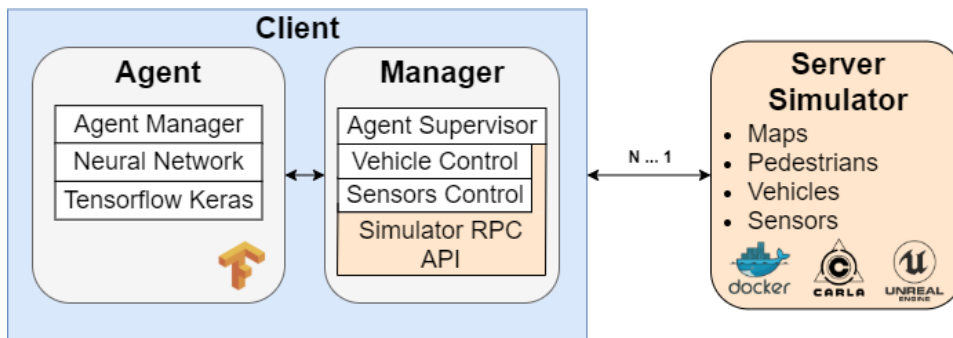 Client
Agent
Agent Manager
Neural Network
Tensorflow Keras
Manager
Agent Supervisor
Vehicle Control
Sensors Control
Simulator RPC
API
N ... 1
Server
Simulator
• Maps
• Pedestrians
• Vehicles
• Sensors
docker
CARLA
UNREAL
ENGINE